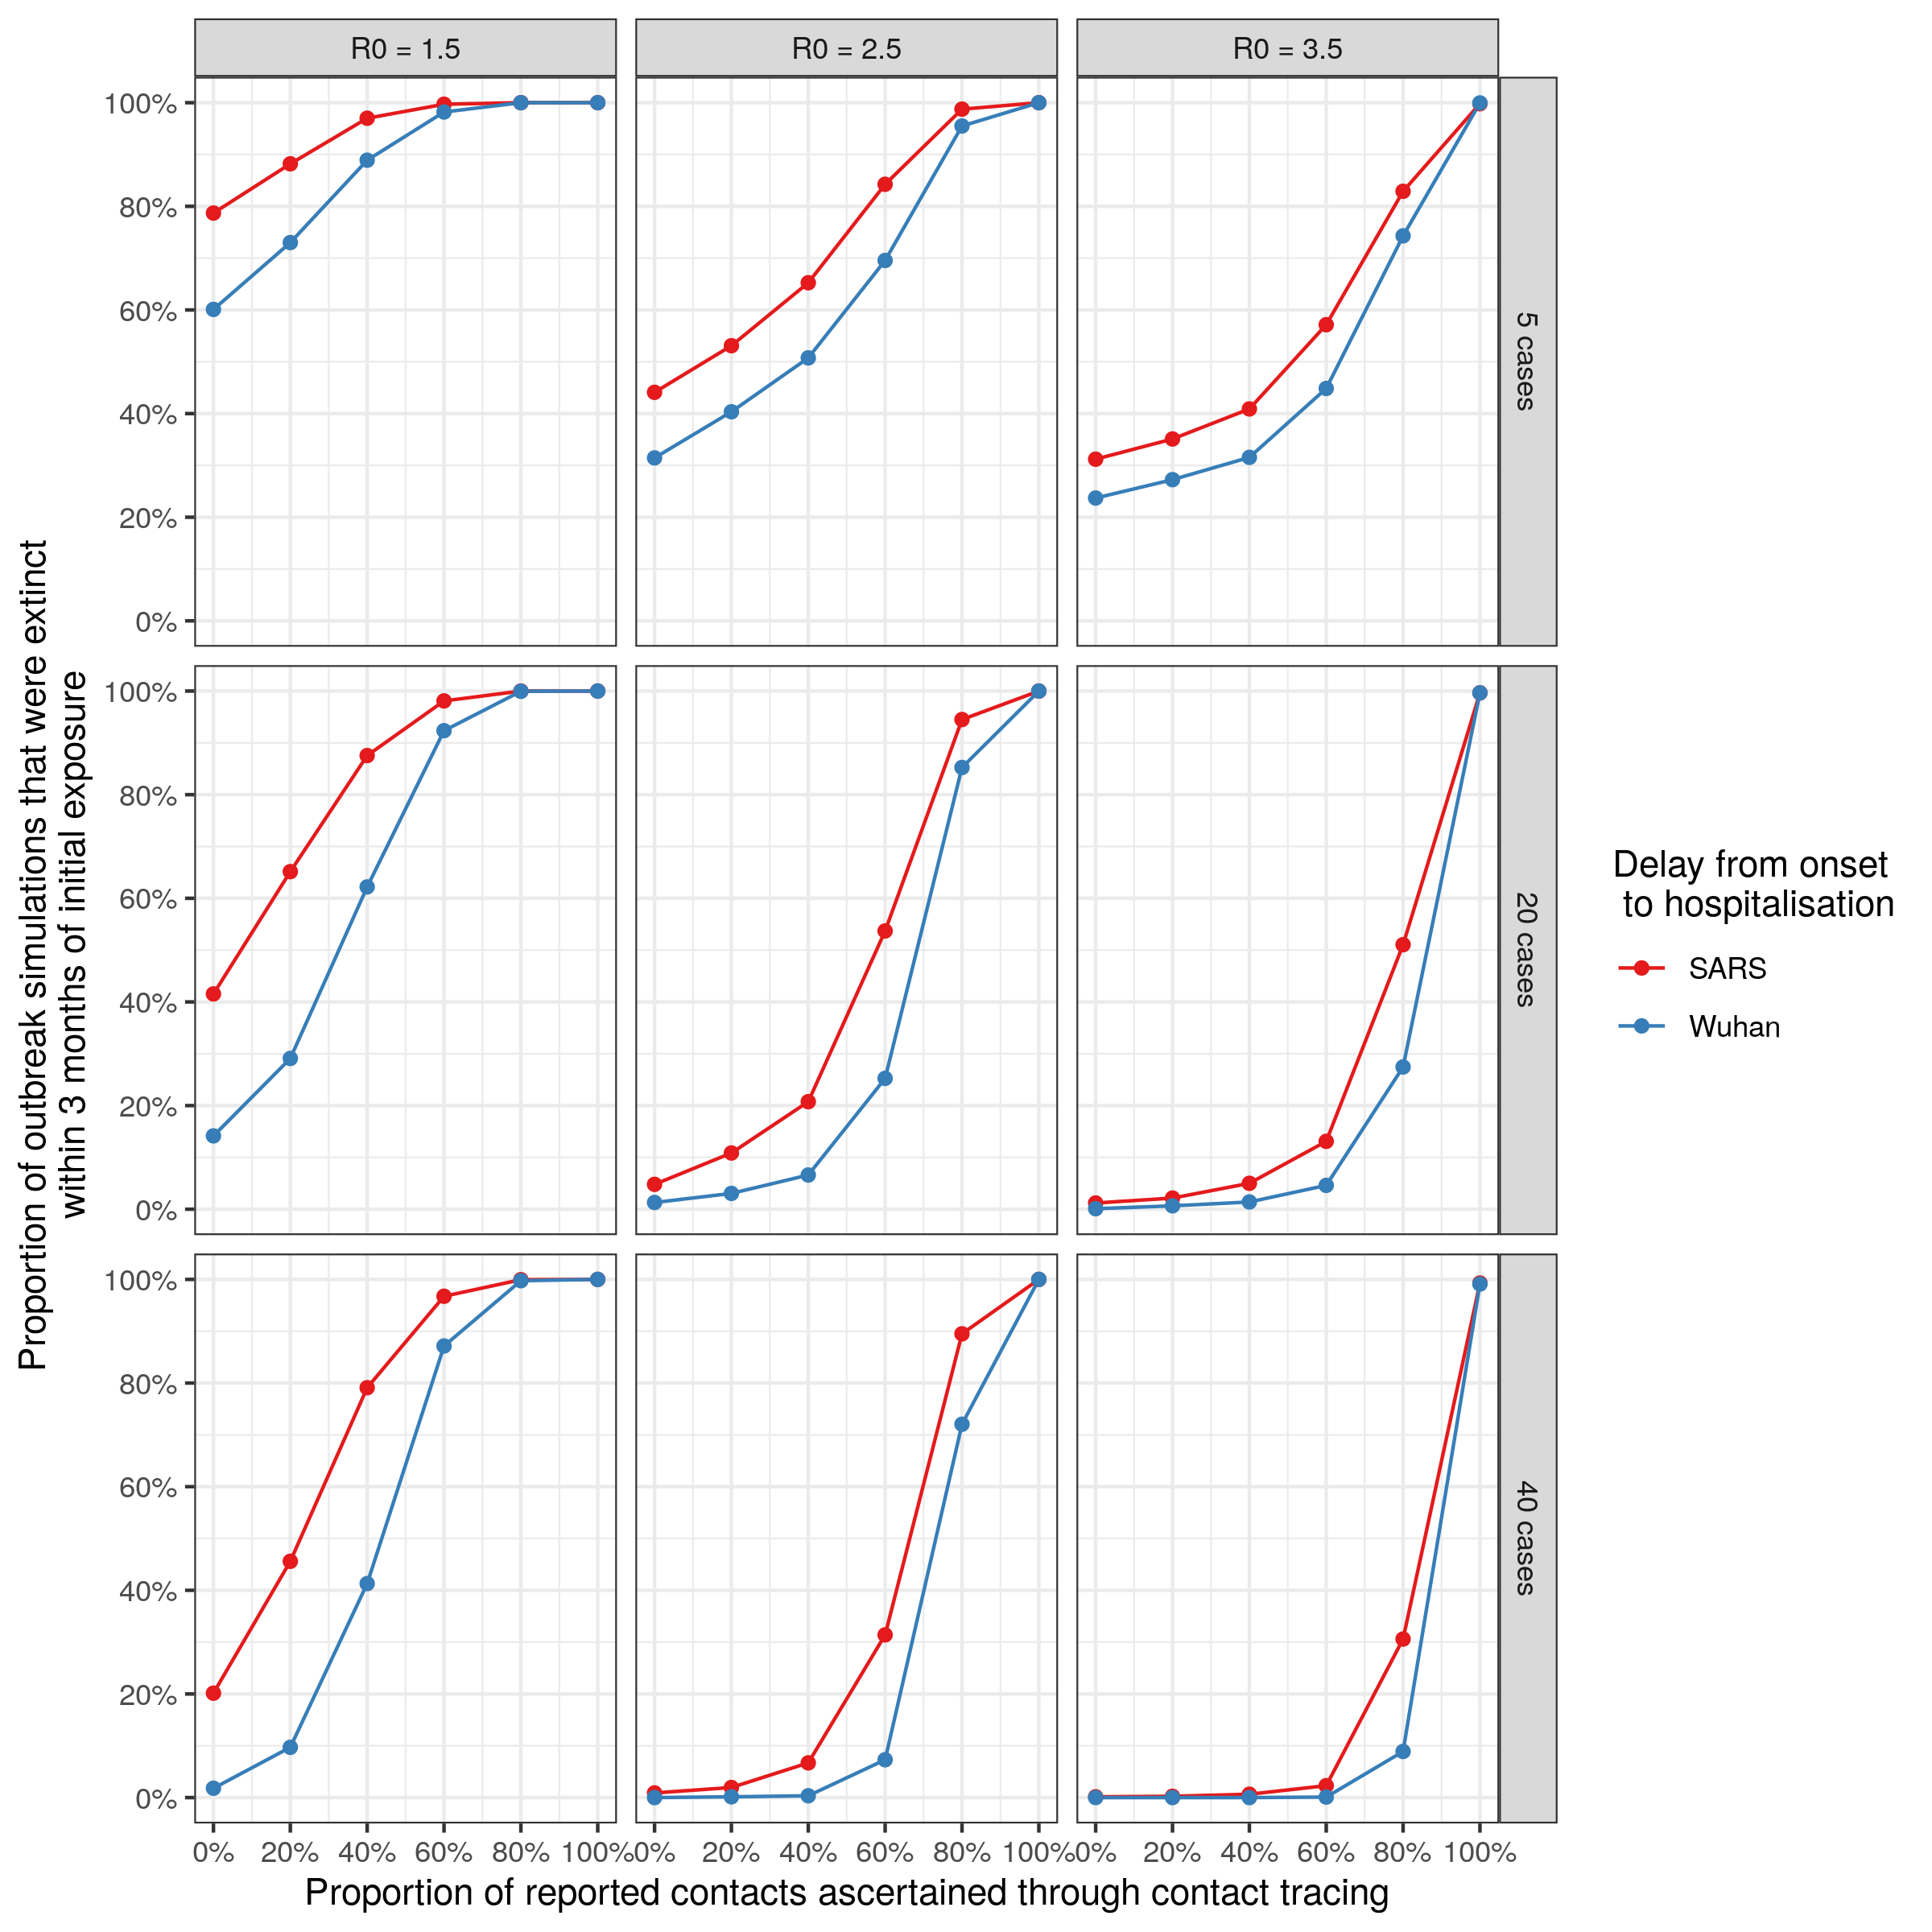 R0 = 1.5
R0 = 2.5
R0 = 3.5
100%
80%
60%
40%
20%
0%
5 cases
100%
80%
60%
40%
20%
0%
20 cases
100%
80%
60%
40%
20%
0%
40 cases
0% 20% 40% 60% 80% 100%
0% 20% 40% 60% 80% 100%
0% 20% 40% 60% 80% 100%
Proportion of reported contacts ascertained through contact tracing
Proportion of outbreak simulations that were extinct
within 3 months of initial exposure
Delay from onset
to hospitalisation
SARS
Wuhan